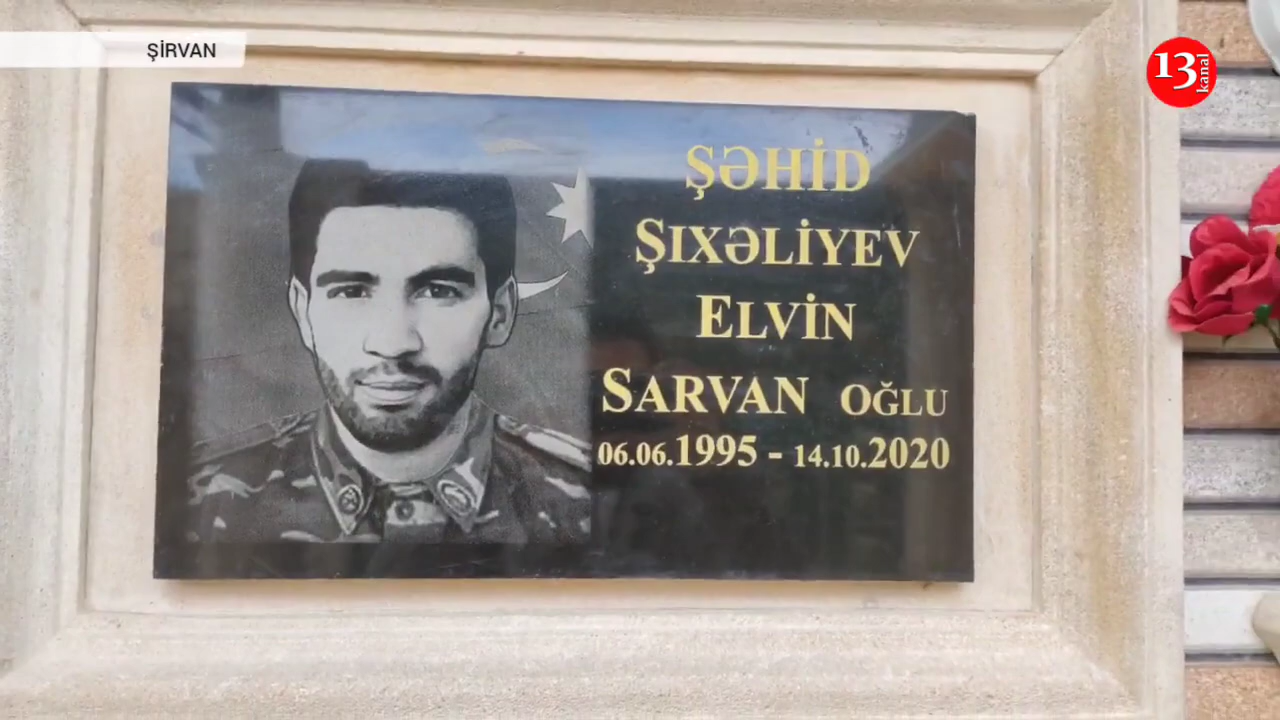 ŞİRVAN
13
kanal
ŞƏHİD
ŞIXƏLİYEV
ELVİN
SARVAN OĞLU
06.06.1995 - 14.10.2020